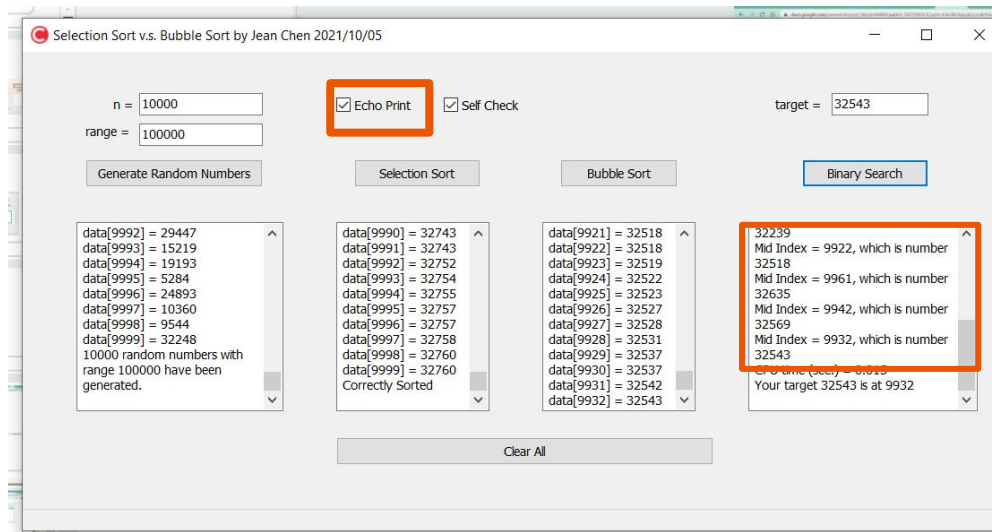 Selection Sort v.s. Bubble Sort by Jean Chen 2021/10/05
n = 10000
Echo Print
Self Check
target = 32543
range = 100000
Generate Random Numbers
Selection Sort
Bubble Sort
Binary Search
data[9992] = 29447
data[9993] = 15219
data[9994] = 19193
data[9995] = 5284
data[9996] = 24893
data[9997] = 10360
data[9998] = 9544
data[9999] = 32248
10000 random numbers with
range 100000 have been
generated.
data[9990] = 32743
data[9991] = 32743
data[9992] = 32752
data[9993] = 32754
data[9994] = 32755
data[9995] = 32757
data[9996] = 32757
data[9997] = 32758
data[9998] = 32760
data[9999] = 32760
Correctly Sorted
data[9921] = 32518
data[9922] = 32518
data[9923] = 32519
data[9924] = 32522
data[9925] = 32523
data[9926] = 32527
data[9927] = 32528
data[9928] = 32531
data[9929] = 32537
data[9930] = 32537
data[9931] = 32542
data[9932] = 32543
32239
Mid Index = 9922, which is number
32518
Mid Index = 9961, which is number
32635
Mid Index = 9942, which is number
32569
Mid Index = 9932, which is number
32543
CPU time (sec.) = 0.015
Your target 32543 is at 9932
Clear All